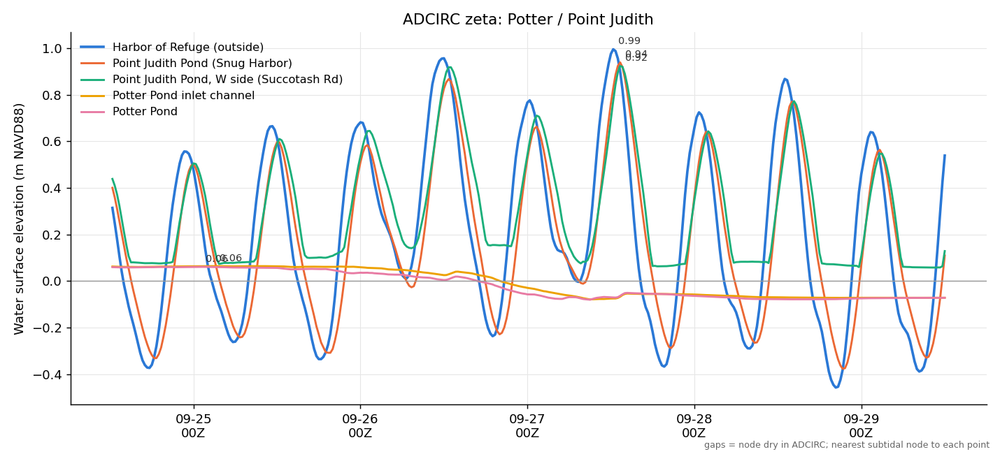 ADCIRC zeta: Potter / Point Judith
Water surface elevation (m NAVD88)
1.0
0.8
0.6
0.4
0.2
0.0
−0.2
−0.4
Harbor of Refuge (outside)
Point Judith Pond (Snug Harbor)
Point Judith Pond, W side (Succotash Rd)
Potter Pond inlet channel
Potter Pond
0.99
0.94
0.92
0.06
0.06
09-25
00Z
09-26
00Z
09-27
00Z
09-28
00Z
09-29
00Z
gaps = node dry in ADCIRC; nearest subtidal node to each point